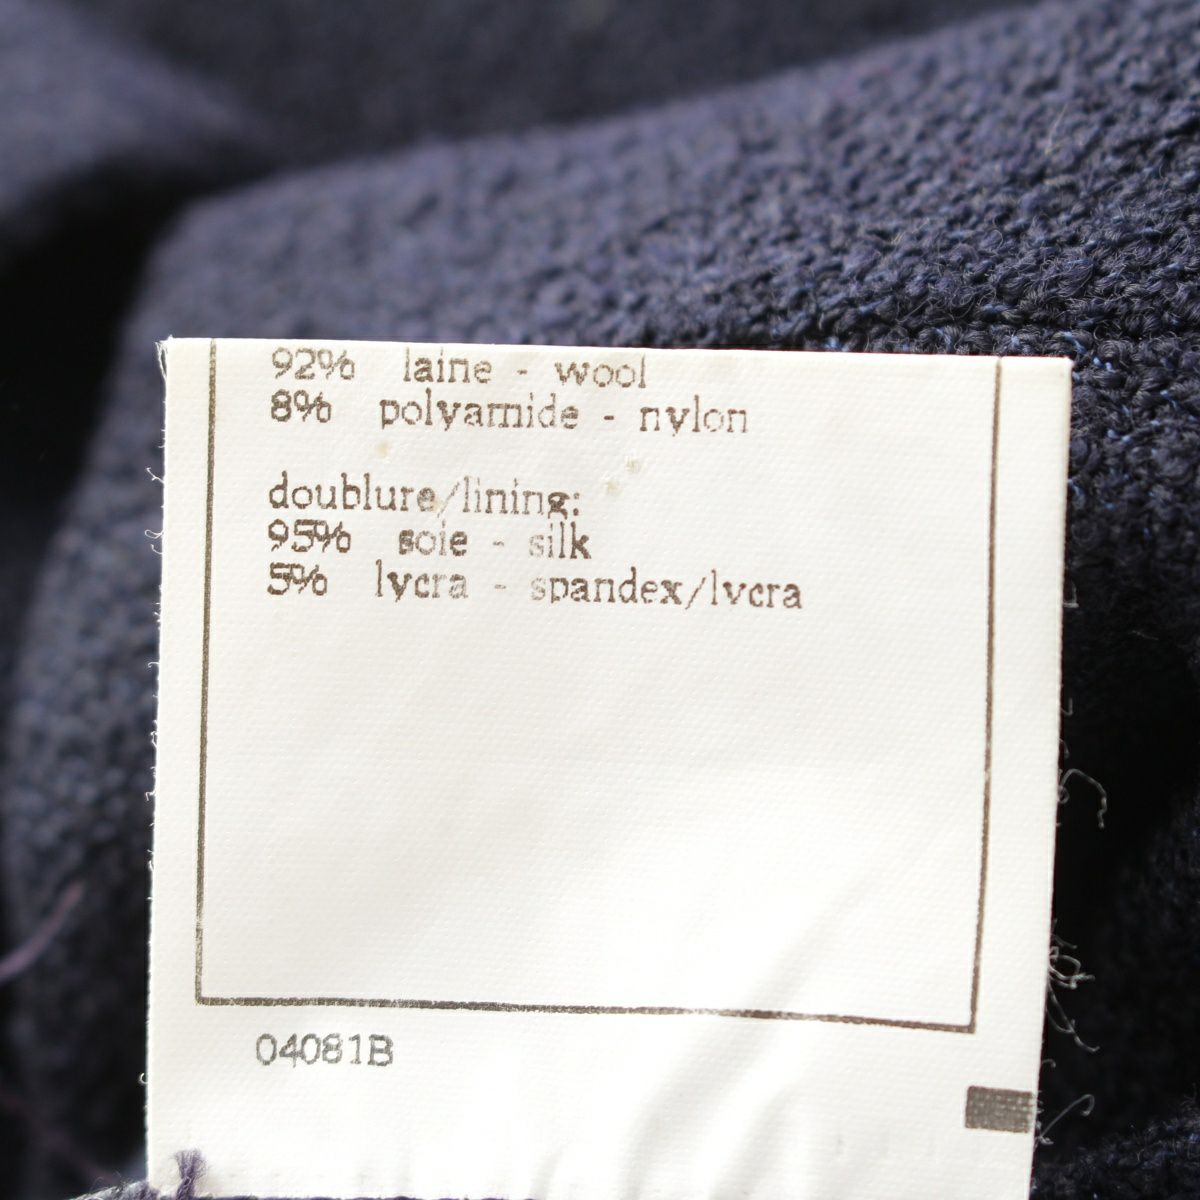 92% laine - wool
8% polyamide - nylon
doublure/lining:
95% soie - silk
5% lycra - spandex/lycra
04081B